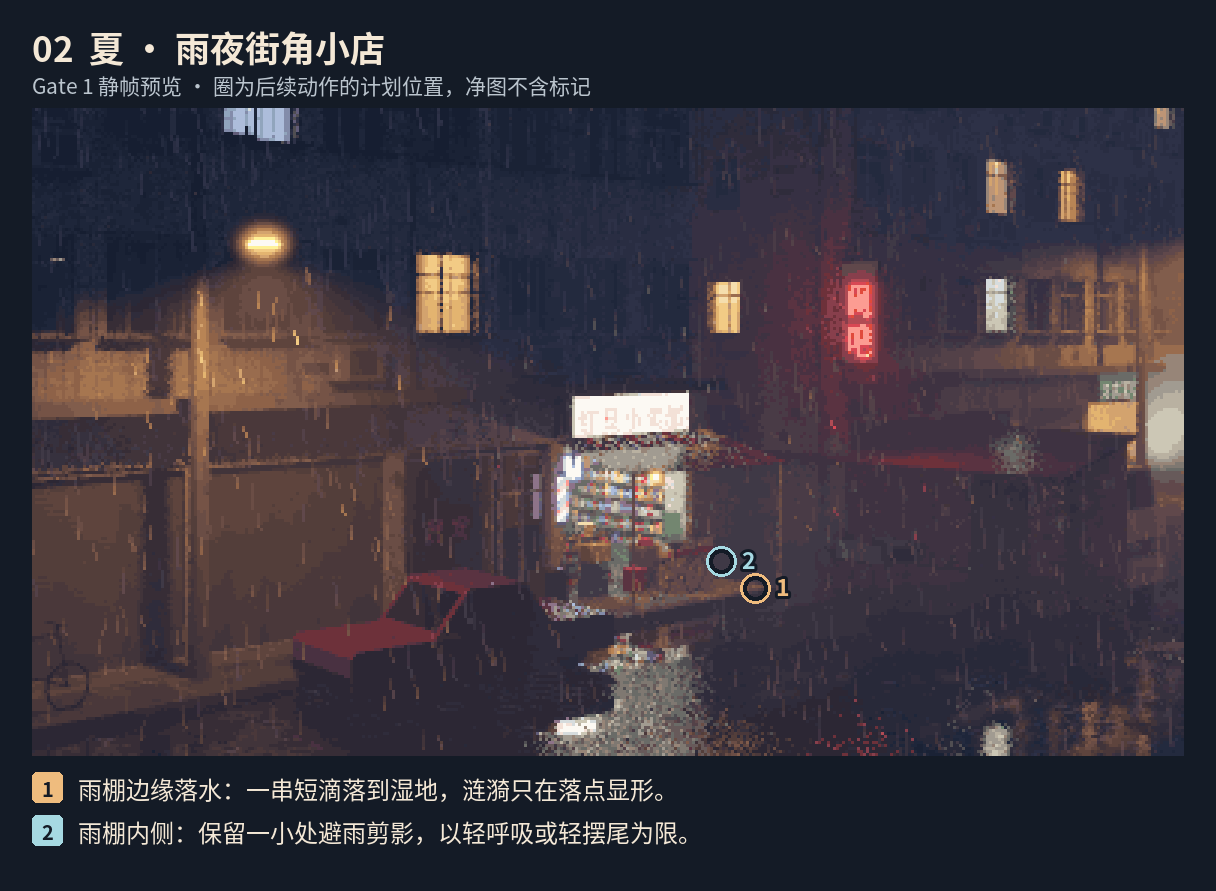 02 夏 · 雨夜街角小店
Gate 1 静帧预览 · 圈为后续动作的计划位置，净图不含标记
网吧
2
1
1 雨棚边缘落水：一串短滴落到湿地，涟漪只在落点显形。
2 雨棚内侧：保留一小处避雨剪影，以轻呼吸或轻摆尾为限。